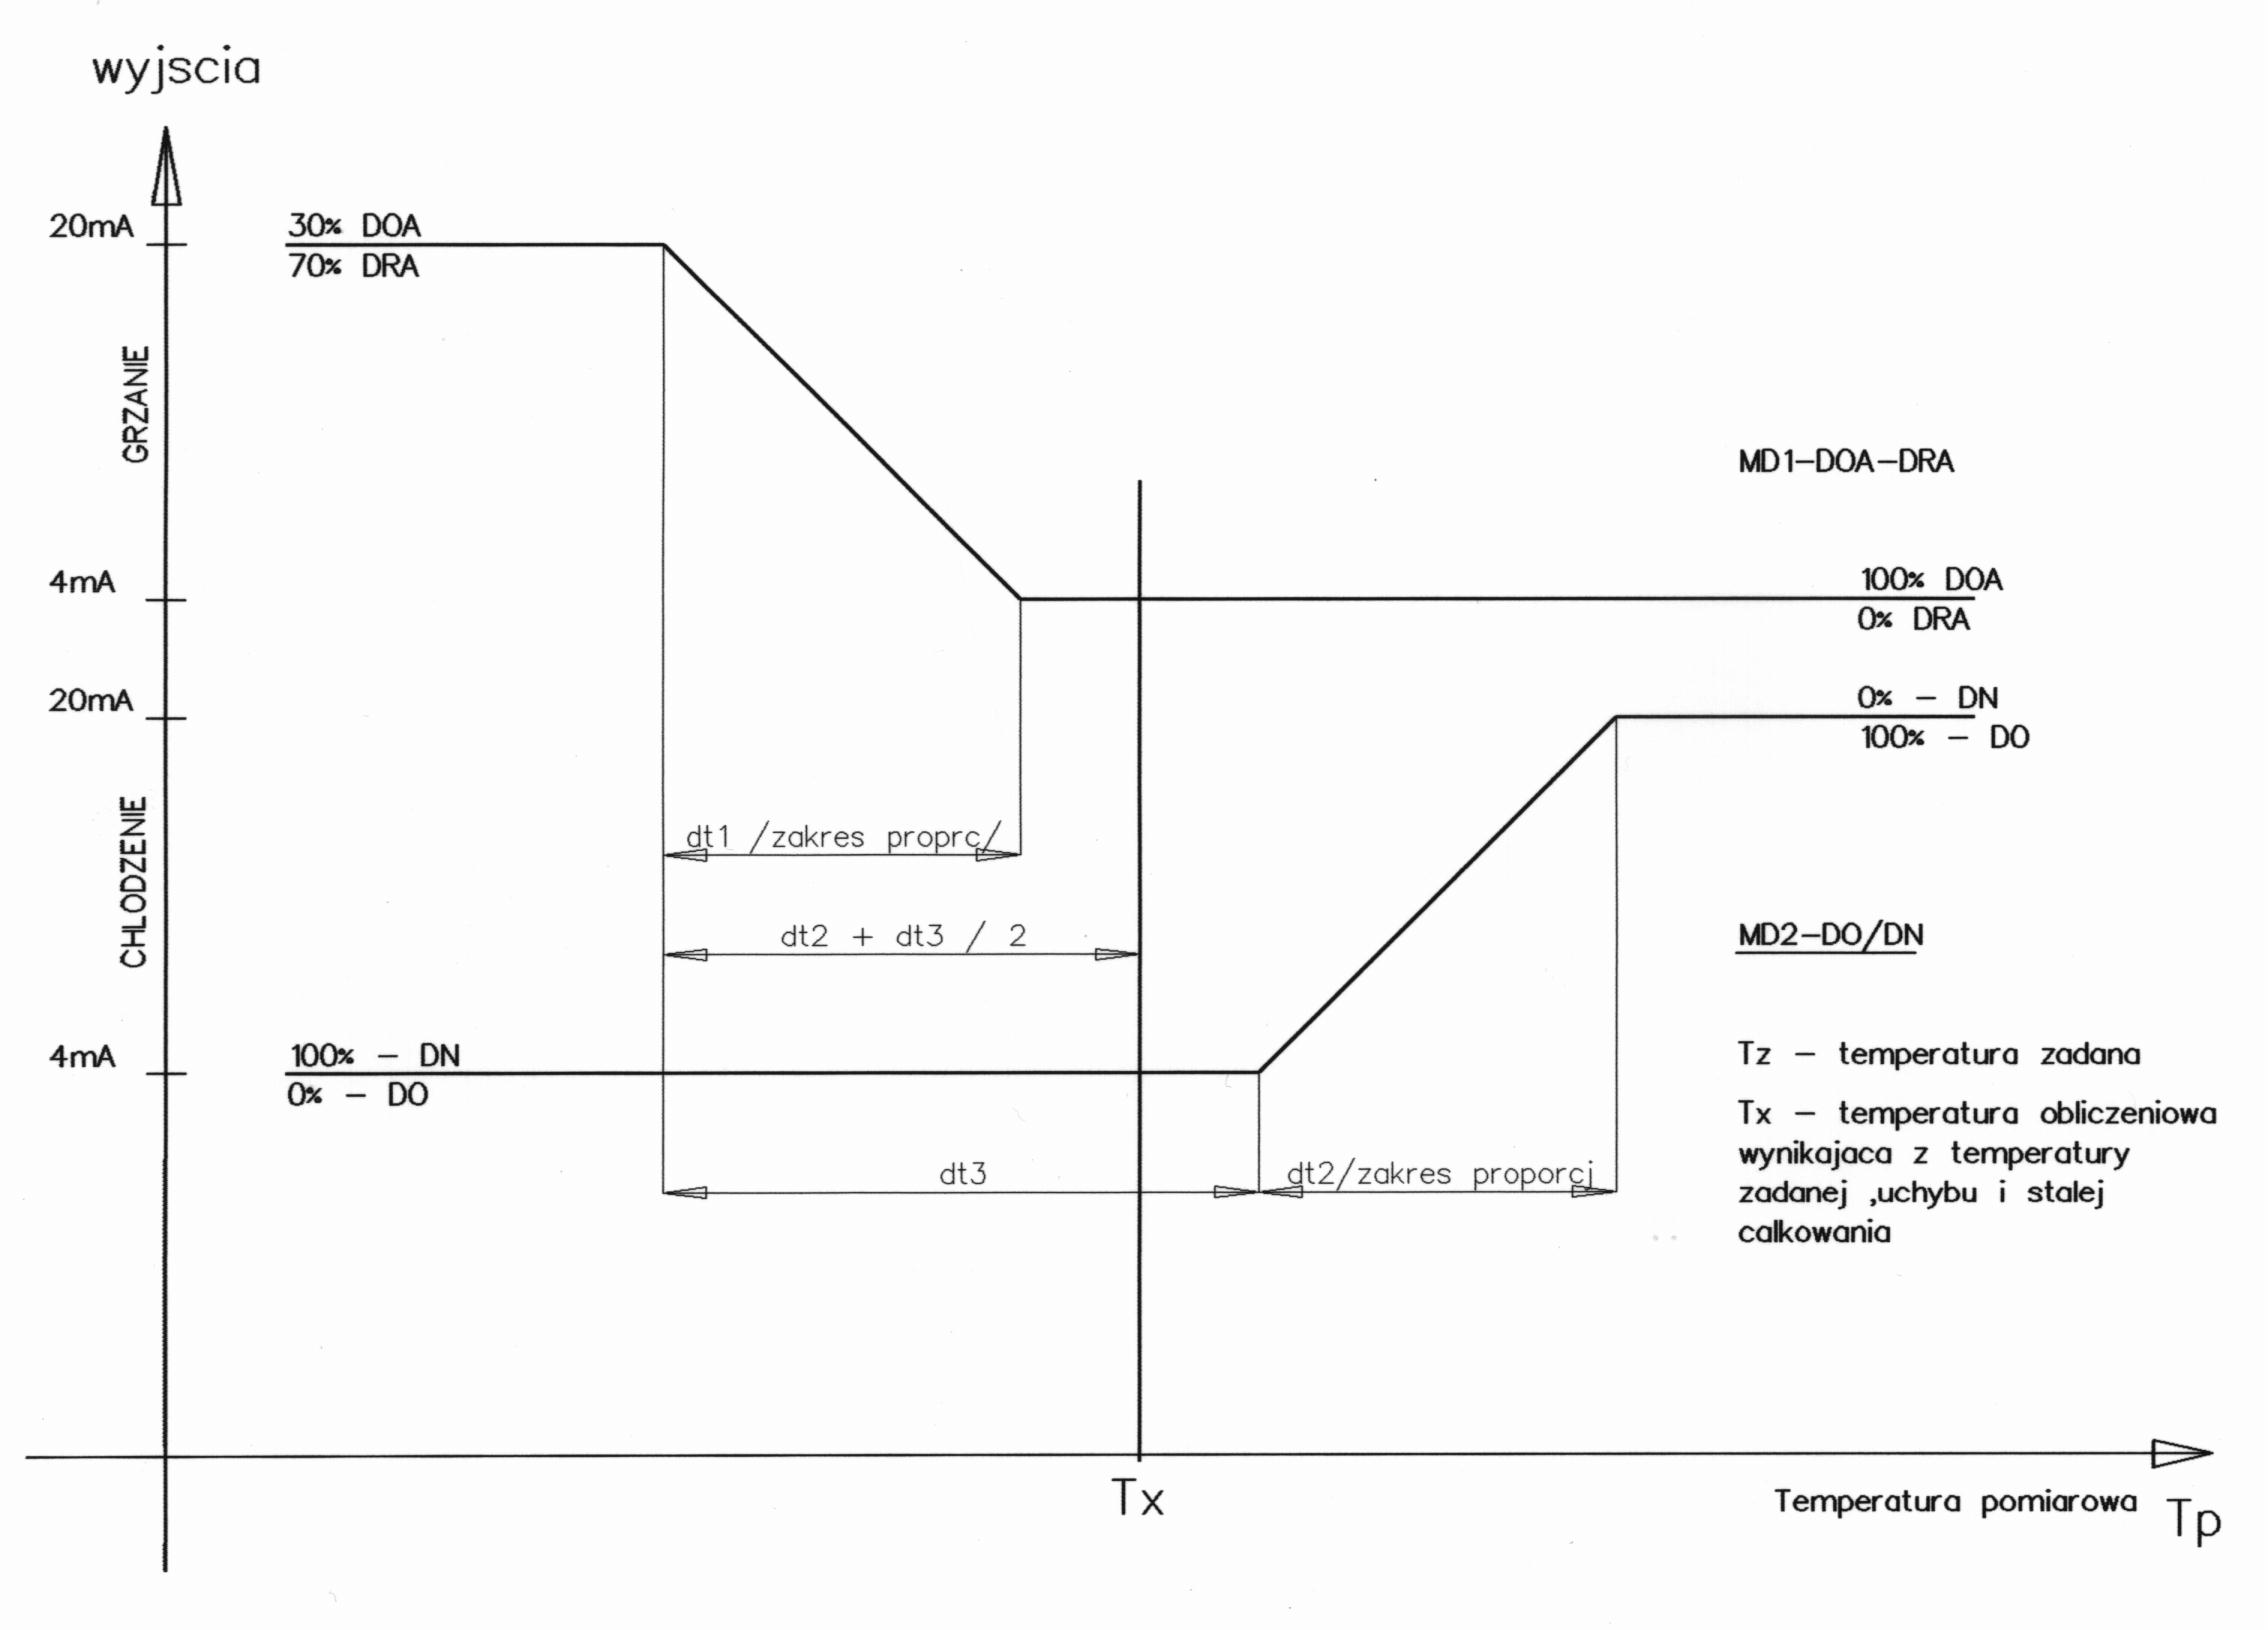 wyjscia
20mA
30% DOA
70% DRA
GRZANIE
MD1-DOA-DRA
4mA
100% DOA
0% DRA
20mA
0% - DN
100% - DO
CHLODZENIE
dt1 /zakres proprc/
dt2 + dt3 / 2
MD2-DO/DN
4mA
100% - DN
0% - DO
Tz - temperatura zadana
Tx - temperatura obliczeniowa
wynikajaca z temperatury
zadanej ,uchybu i stalej
calkowania
dt3
dt2/zakres proporcj
Tx
Temperatura pomiarowa Tp